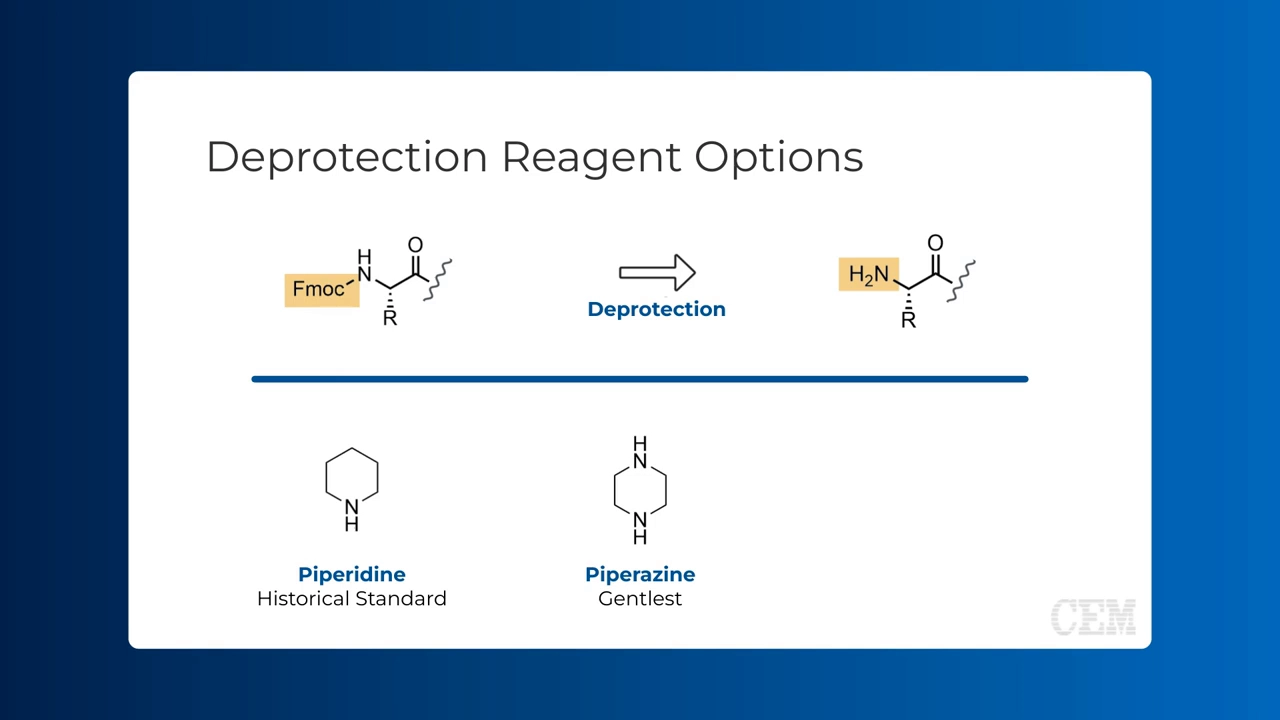 Deprotection Reagent Options
H
N
O
Fmoc
R
Deprotection
O
H₂N
R
N
H
H
N
N
H
Piperidine
Historical Standard
Piperazine
Gentlest
CEM